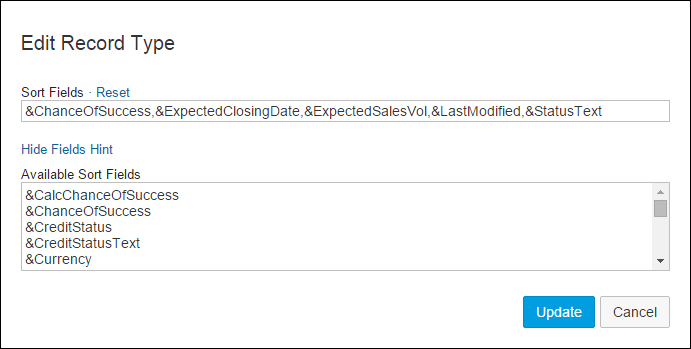 Edit Record Type
Sort Fields · Reset
&ChanceOfSuccess,&ExpectedClosingDate,&ExpectedSalesVol,&LastModified,&StatusText
Hide Fields Hint
Available Sort Fields
&CalcChanceOfSuccess
&ChanceOfSuccess
&CreditStatus
&CreditStatusText
&Currency
Update Cancel